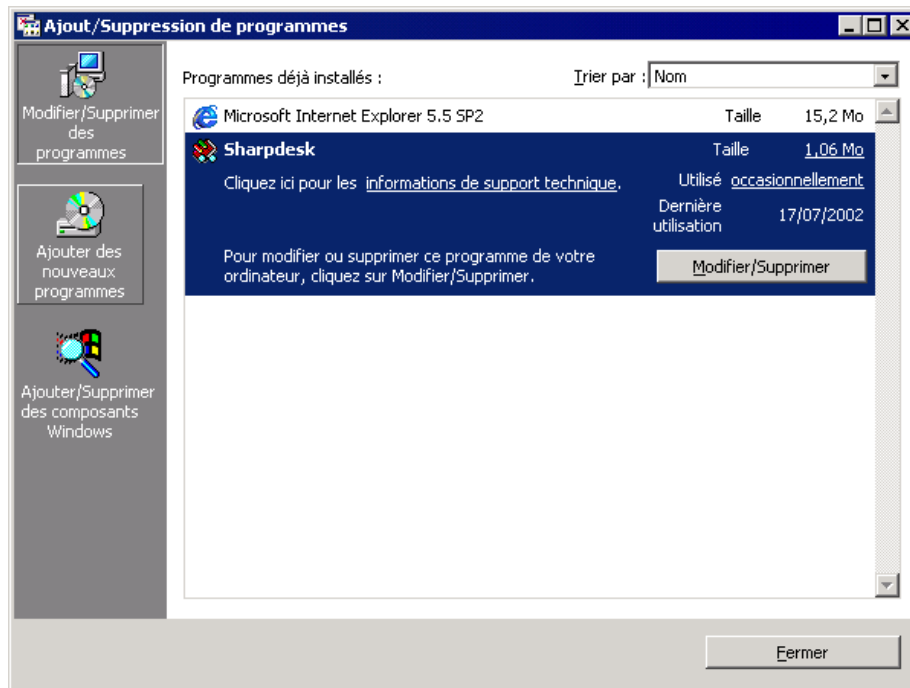 Ajout/Suppression de programmes
Modifier/Supprimer
des
programmes
Ajouter des
nouveaux
programmes
Ajouter/Supprimer
des composants
Windows
Programmes déjà installés :
Trier par : Nom
Microsoft Internet Explorer 5.5 SP2 Taille 15,2 Mo
Sharpdesk Taille 1,06 Mo
Cliquez ici pour les informations de support technique. Utilisé occasionnellement
Dernière
utilisation 17/07/2002
Pour modifier ou supprimer ce programme de votre
ordinateur, cliquez sur Modifier/Supprimer.
Modifier/Supprimer
Fermer